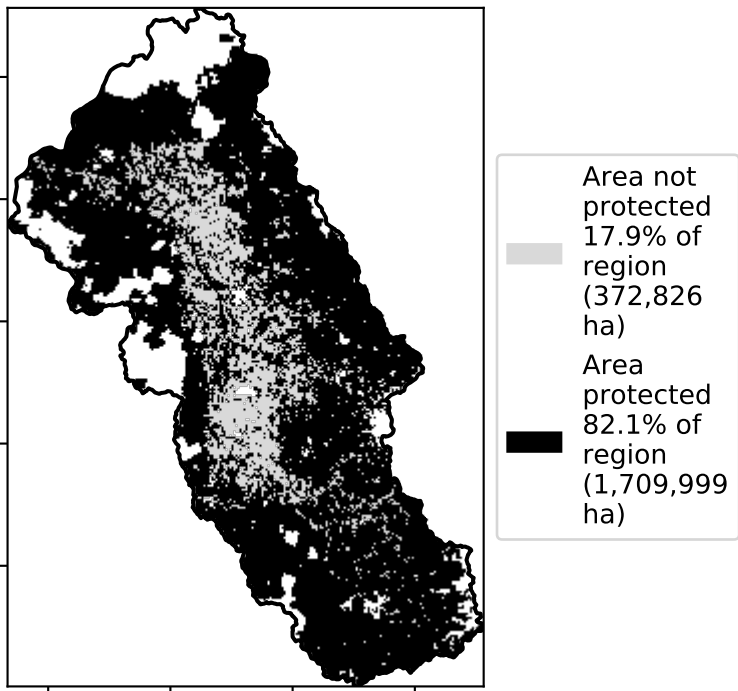 Area not
protected
17.9% of
region
(372,826
ha)
Area
protected
82.1% of
region
(1,709,999
ha)